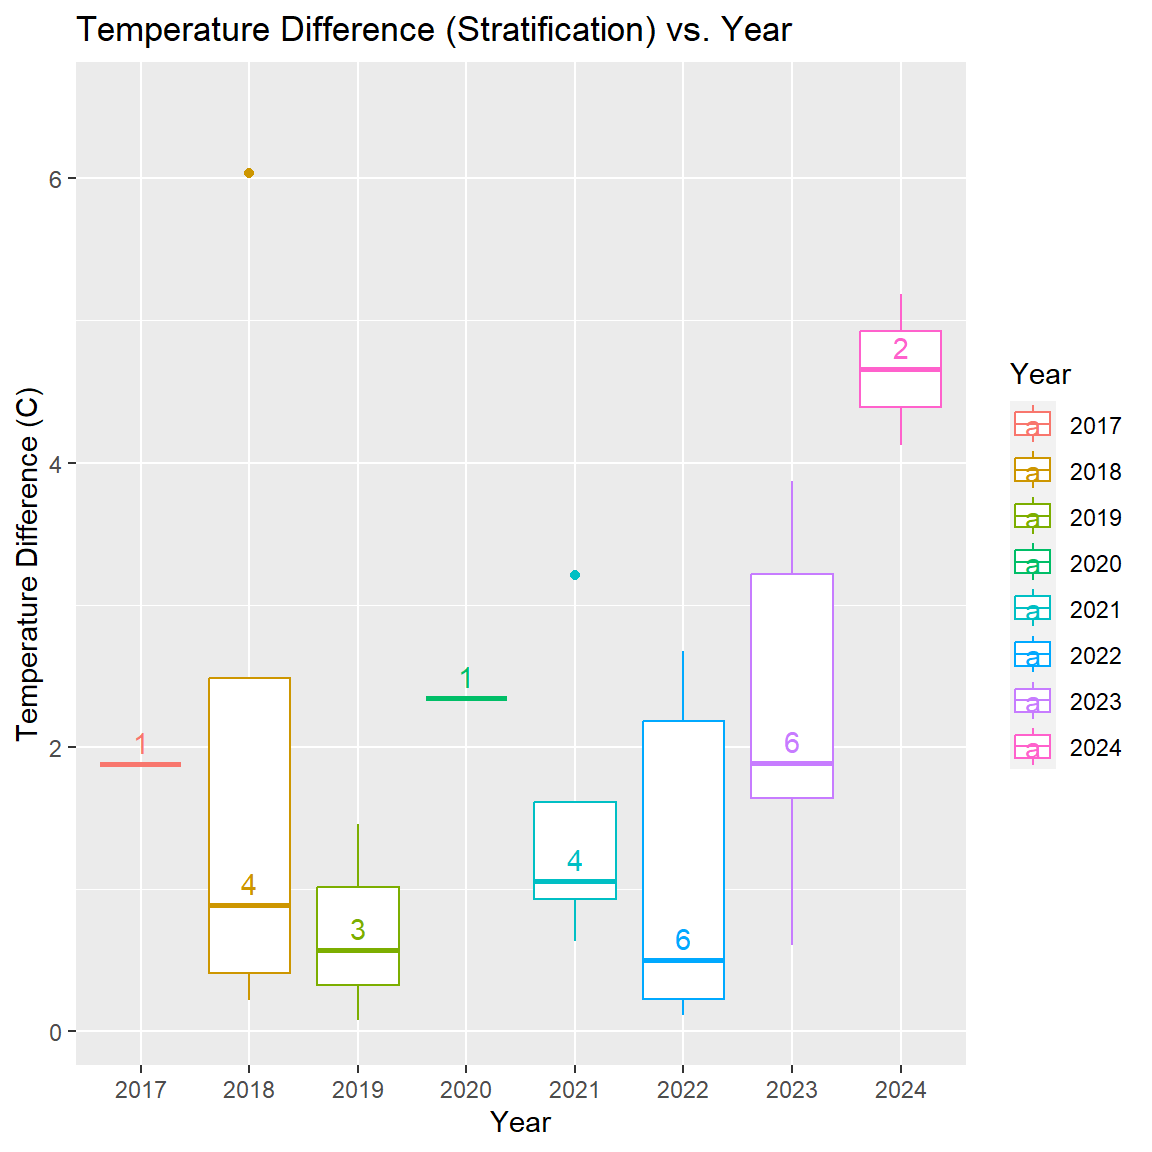 Temperature Difference (Stratification) vs. Year
Temperature Difference (C)
6
4
2
0
1
4
3
1
4
6
6
2
2017
2018
2019
2020
2021
2022
2023
2024
Year
Year
a 2017
a 2018
a 2019
a 2020
a 2021
a 2022
a 2023
a 2024